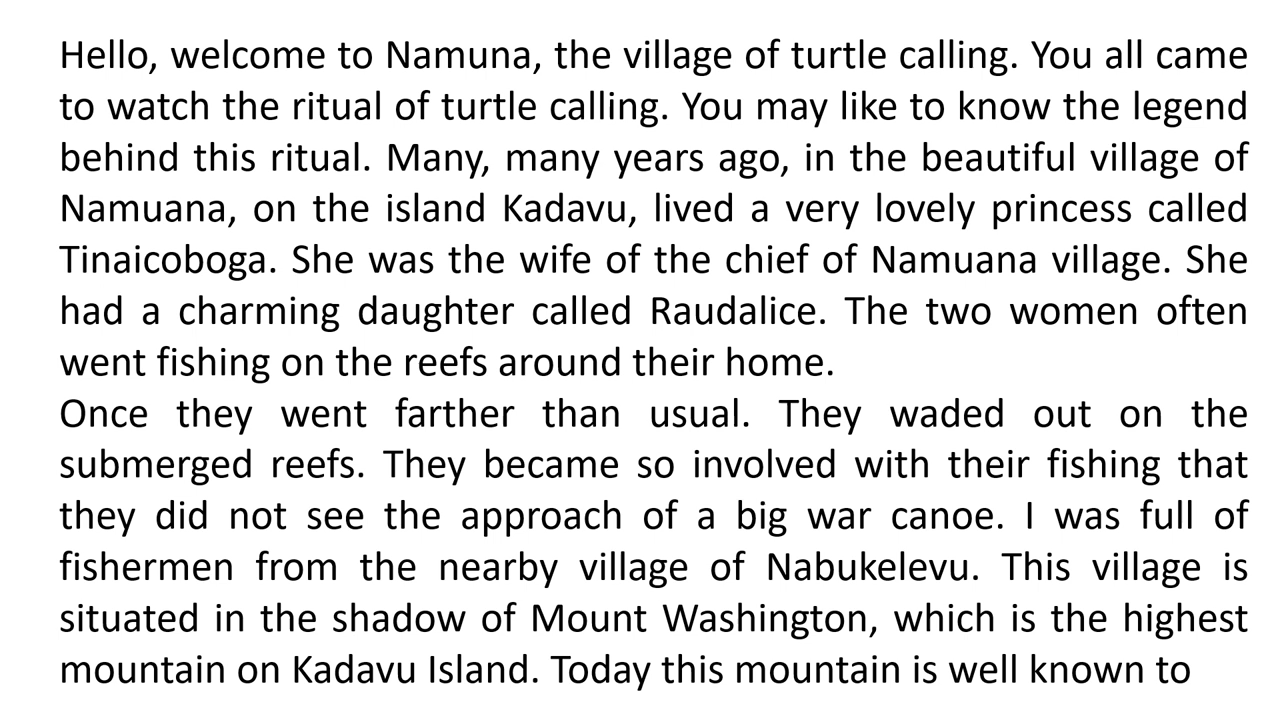 Hello, welcome to Namuna, the village of turtle calling. You all came
to watch the ritual of turtle calling. You may like to know the legend
behind this ritual. Many, many years ago, in the beautiful village of
Namuana, on the island Kadavu, lived a very lovely princess called
Tinaicoboga. She was the wife of the chief of Namuana village. She
had a charming daughter called Raudalice. The two women often
went fishing on the reefs around their home.
Once they went farther than usual. They waded out on the
submerged reefs. They became so involved with their fishing that
they did not see the approach of a big war canoe. I was full of
fishermen from the nearby village of Nabukelevu. This village is
situated in the shadow of Mount Washington, which is the highest
mountain on Kadavu Island. Today this mountain is well known to